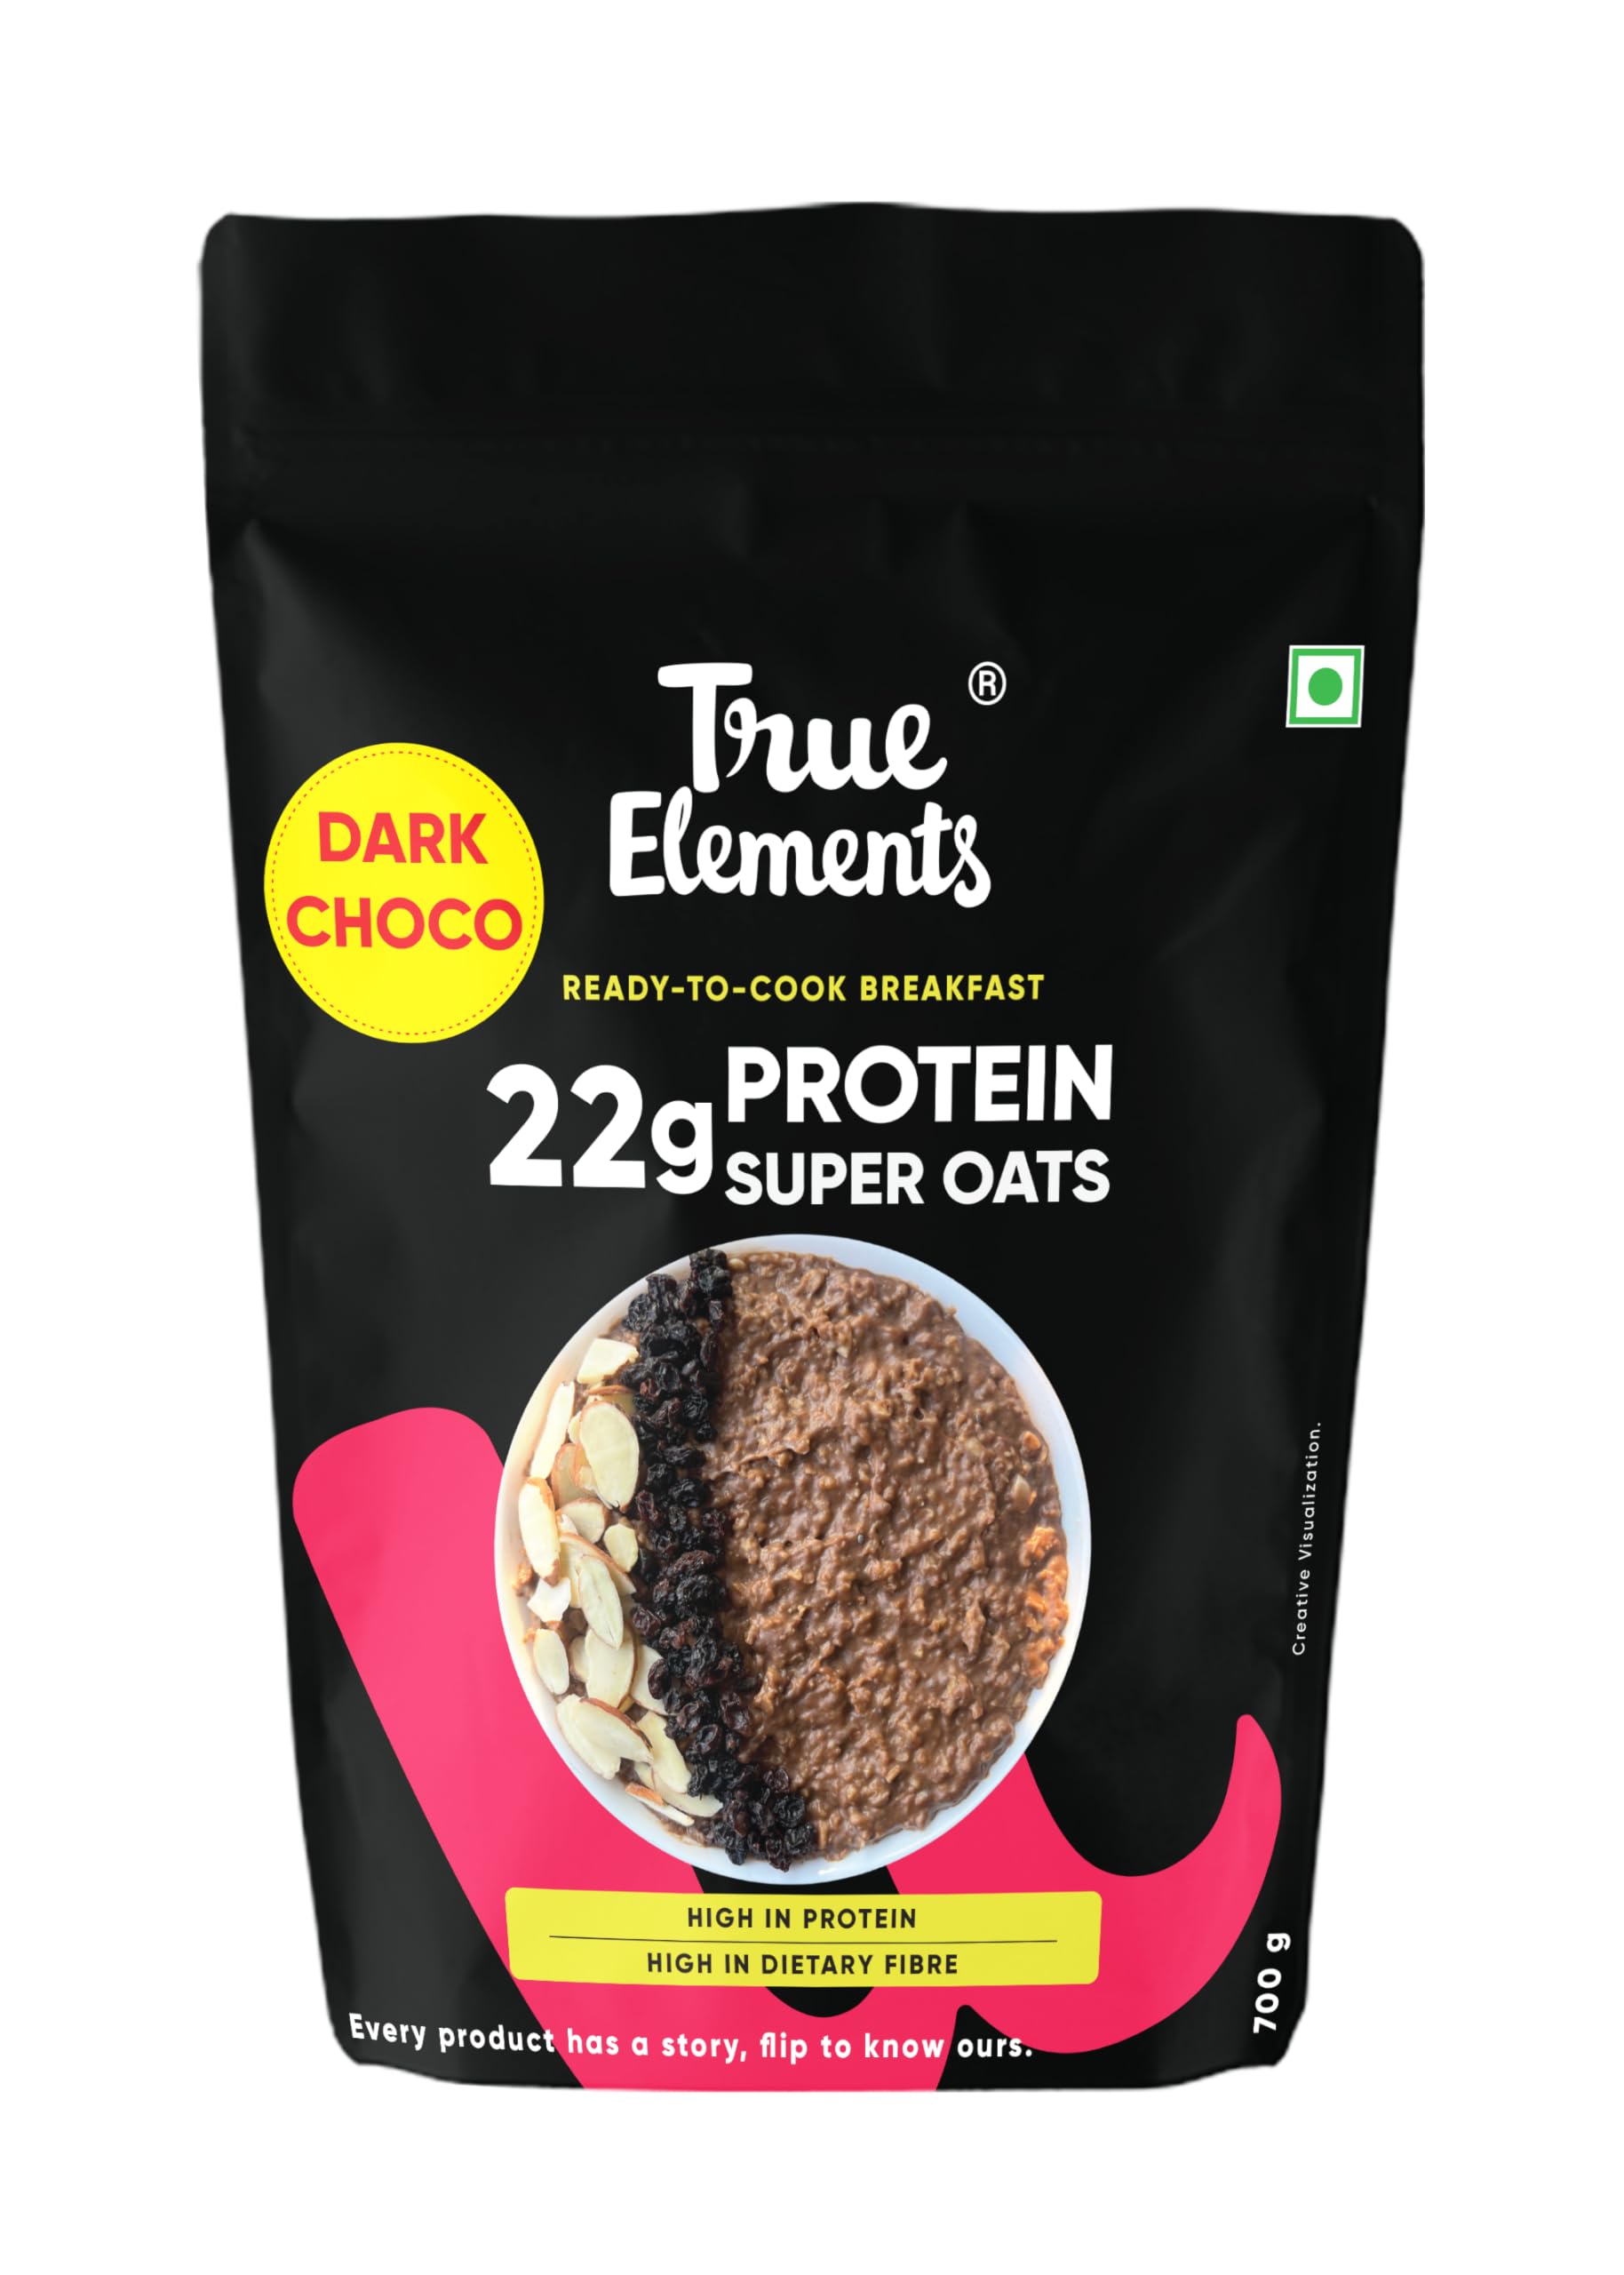 True ®
Elements
DARK
CHOCO
READY-TO-COOK BREAKFAST
22g PROTEIN
SUPER OATS
Creative Visualization.
HIGH IN PROTEIN
HIGH IN DIETARY FIBRE
700 g
Every product has a story, flip to know ours.